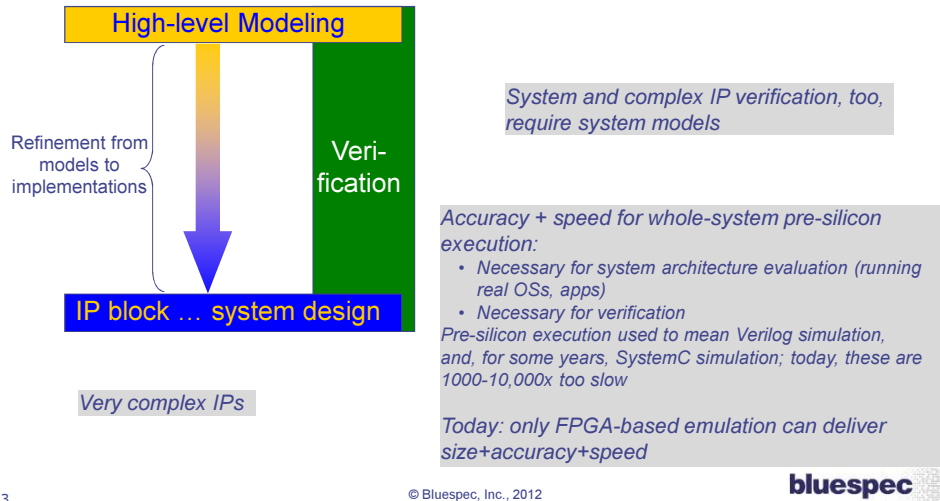 High-level Modeling
Refinement from
models to
implementations
Veri-
fication
IP block … system design
Very complex IPs
System and complex IP verification, too,
require system models
Accuracy + speed for whole-system pre-silicon
execution:
• Necessary for system architecture evaluation (running
real OSs, apps)
• Necessary for verification
Pre-silicon execution used to mean Verilog simulation,
and, for some years, SystemC simulation; today, these are
1000-10,000x too slow
Today: only FPGA-based emulation can deliver
size+accuracy+speed
3
© Bluespec, Inc., 2012
bluespec